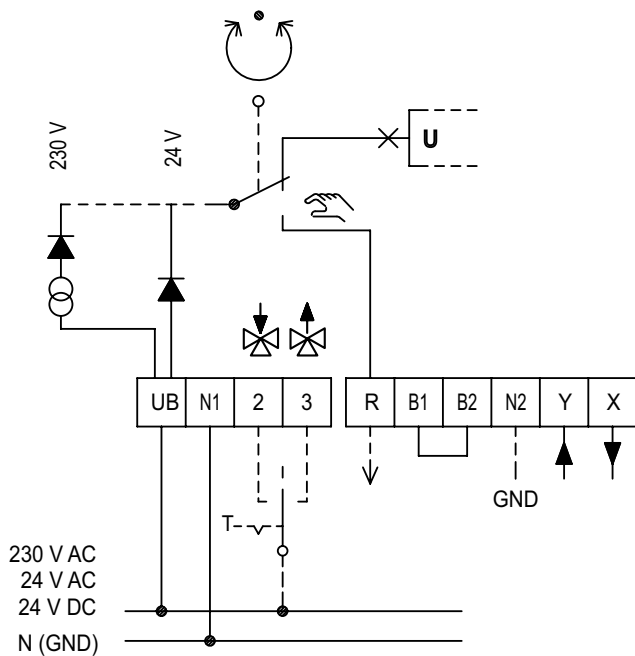 230 V
24 V
U
UB N1 2 3 R B1 B2 N2 Y X
GND
T
230 V AC
24 V AC
24 V DC
N (GND)